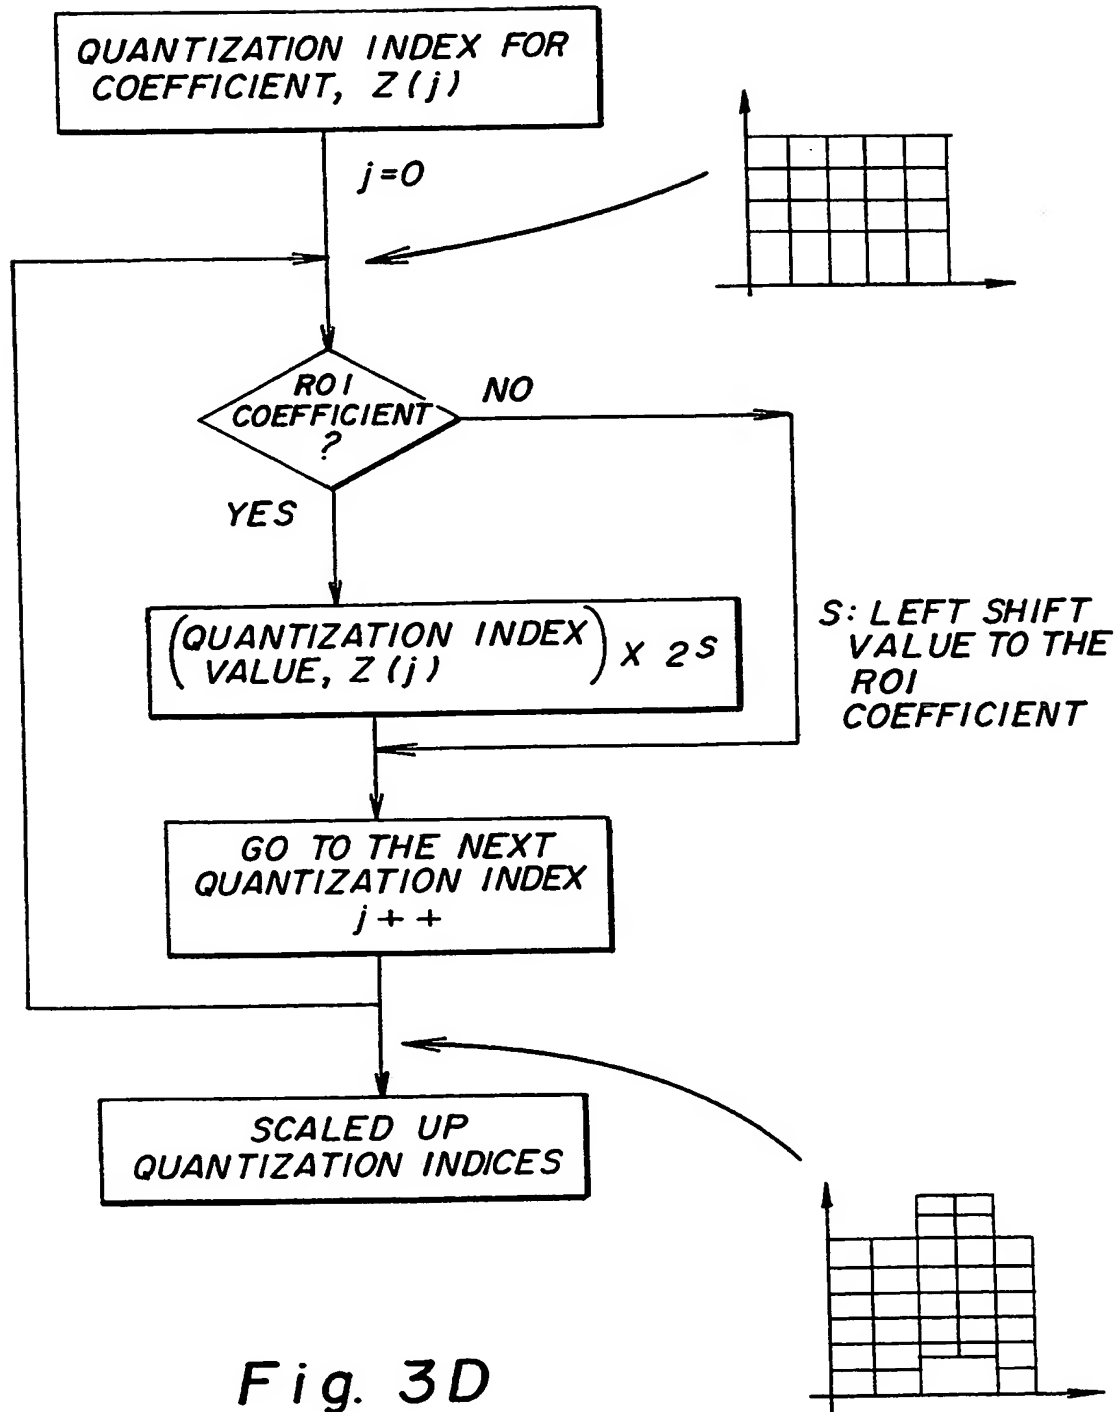 QUANTIZATION INDEX FOR
COEFFICIENT, Z(j)
j=0
ROI
COEFFICIENT
?
NO
YES
(QUANTIZATION INDEX
VALUE, Z(j)) X 2^S
S: LEFT SHIFT
VALUE TO THE
ROI
COEFFICIENT
GO TO THE NEXT
QUANTIZATION INDEX
j++
SCALED UP
QUANTIZATION INDICES
Fig. 3D